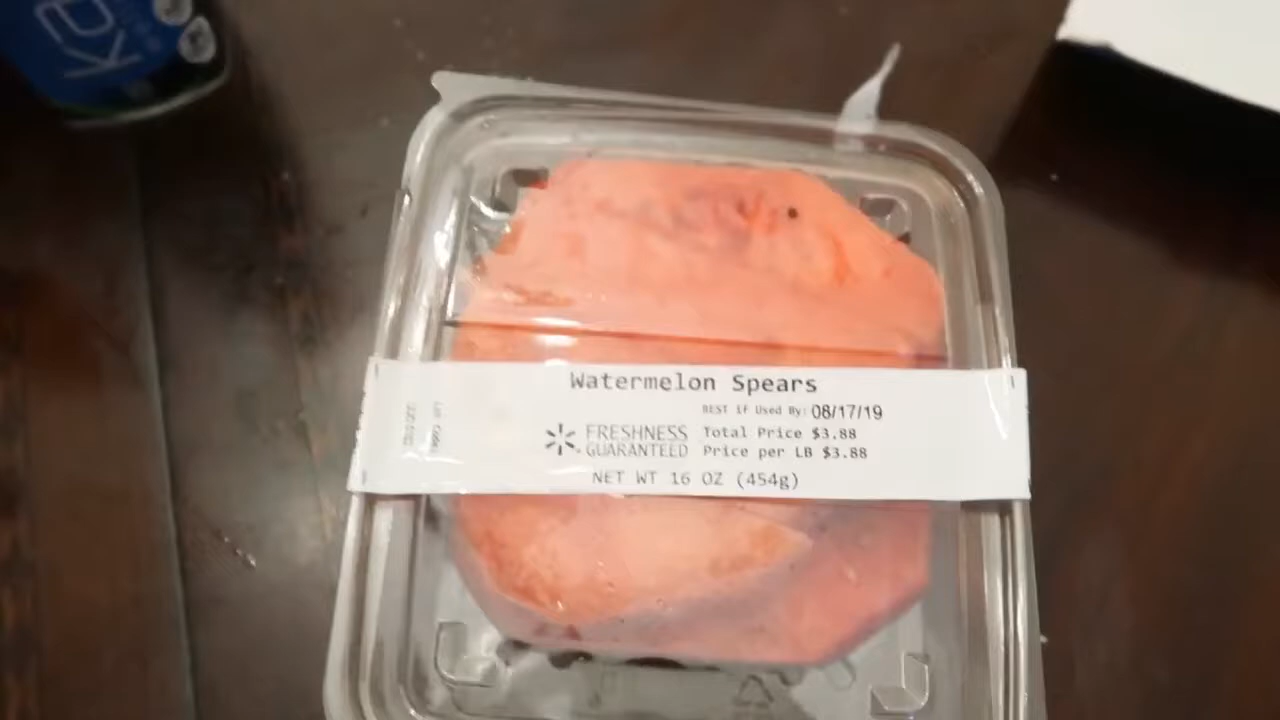 Ka
Watermelon Spears
BEST if Used By: 08/17/19
FRESHNESS
GUARANTEED
Total Price $3.88
Price per LB $3.88
NET WT 16 OZ (454g)